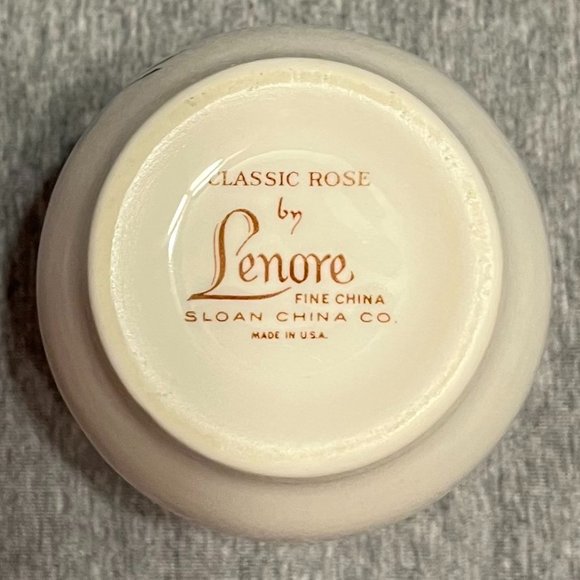 CLASSIC ROSE
by
Lenore
FINE CHINA
SLOAN CHINA CO.
MADE IN U.S.A.